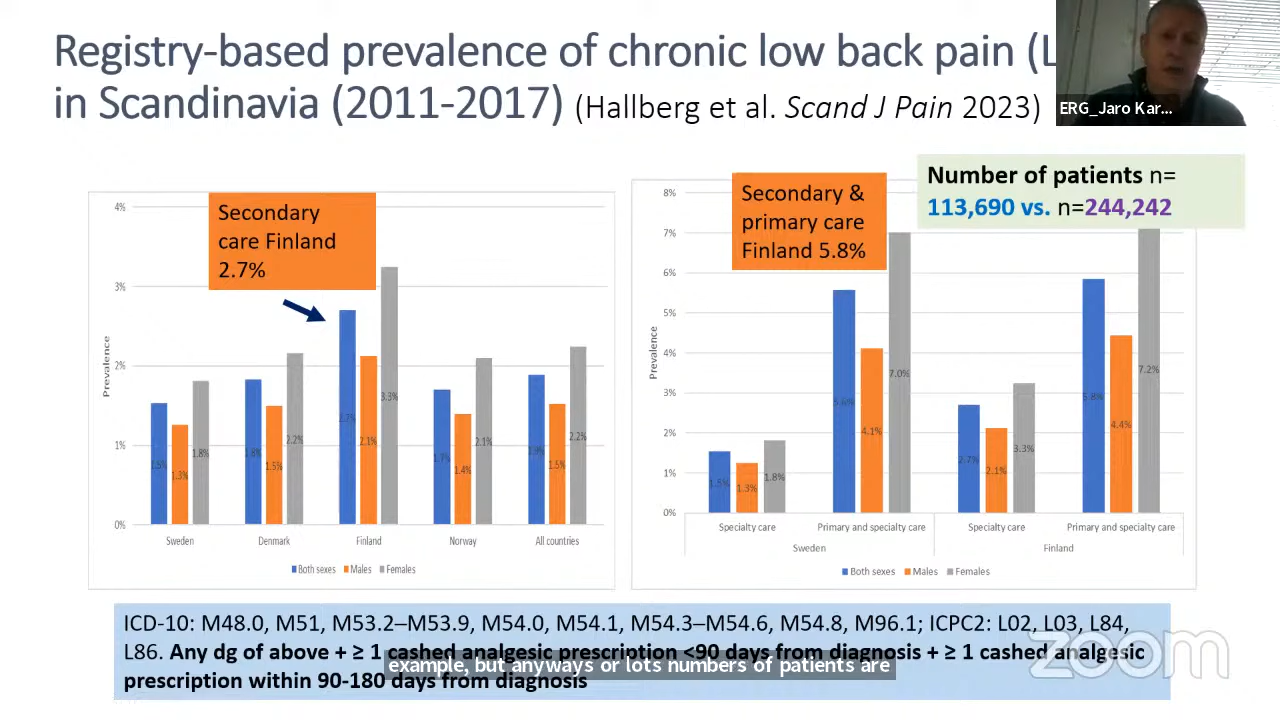 Registry-based prevalence of chronic low back pain (L
in Scandinavia (2011-2017) (Hallberg et al. Scand J Pain 2023)
ERG_Jaro Kar...
Number of patients n=
113,690 vs. n=244,242
Secondary
care Finland
2.7%
Secondary &
primary care
Finland 5.8%
4%
3%
2%
1%
0%
Prevalence
1.5%
1.3%
1.8%
1.8%
1.5%
2.2%
2.7%
2.1%
3.3%
1.7%
1.4%
2.1%
1.9%
1.5%
2.2%
Sweden
Denmark
Finland
Norway
All countries
Both sexes
Males
Females
8%
7%
6%
5%
4%
3%
2%
1%
0%
Prevalence
1.5%
1.3%
1.8%
5.6%
4.1%
7.0%
2.7%
2.1%
3.3%
5.8%
4.4%
7.2%
Specialty care
Primary and specialty care
Specialty care
Primary and specialty care
Sweden
Finland
Both sexes
Males
Females
ICD-10: M48.0, M51, M53.2–M53.9, M54.0, M54.1, M54.3–M54.6, M54.8, M96.1; ICPC2: L02, L03, L84,
L86. Any dg of above + ≥ 1 cashed analgesic prescription <90 days from diagnosis + ≥ 1 cashed analgesic
prescription within 90-180 days from diagnosis
example, but anyways or lots numbers of patients are
zoom